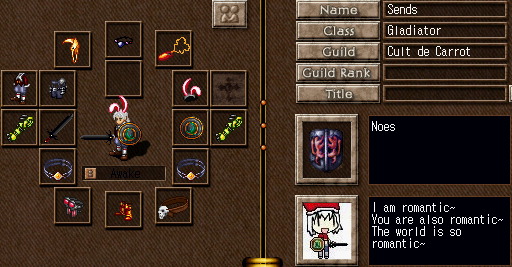 Name Sends
Class Gladiator
Guild Cult de Carrot
Guild Rank
Title
Noes
Awake
I am romantic~
You are also romantic~
The world is so
romantic~